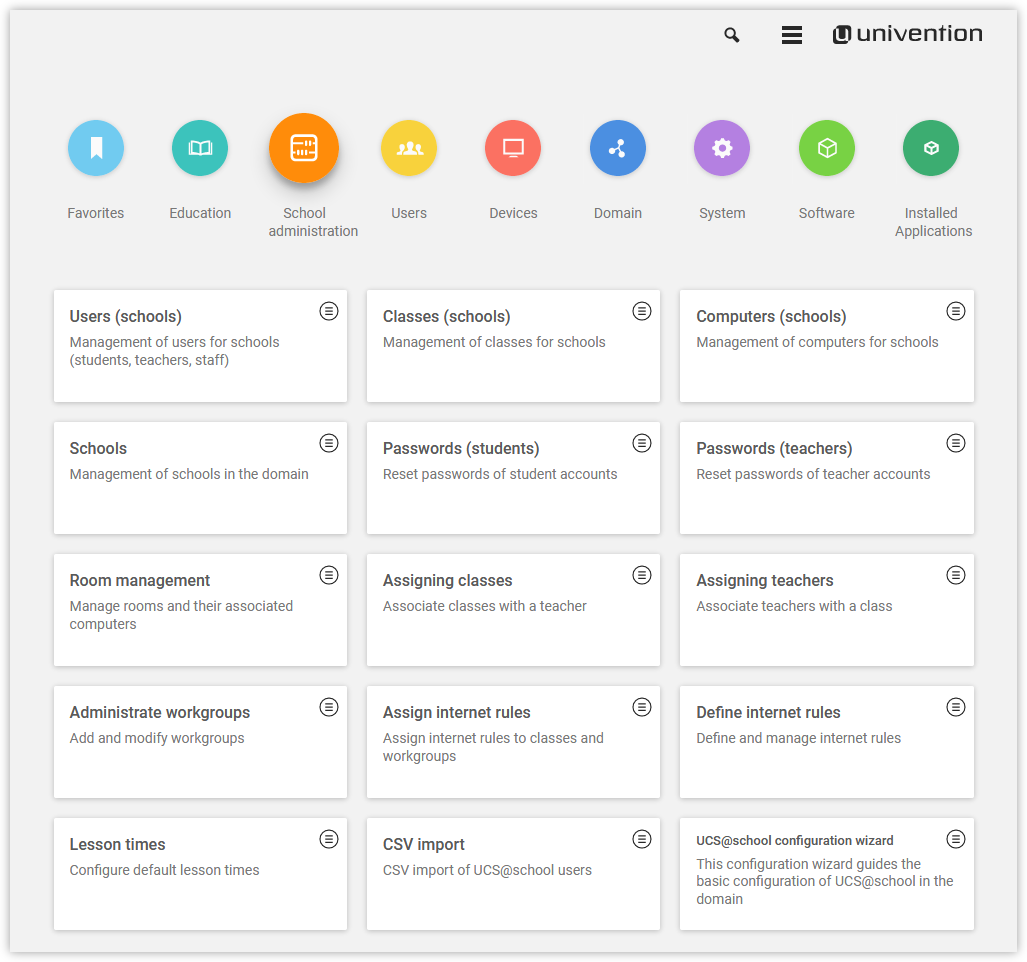 univention
Favorites
Education
School
administration
Users
Devices
Domain
System
Software
Installed
Applications
Users (schools)
Management of users for schools
(students, teachers, staff)
Classes (schools)
Management of classes for schools
Computers (schools)
Management of computers for schools
Schools
Management of schools in the domain
Passwords (students)
Reset passwords of student accounts
Passwords (teachers)
Reset passwords of teacher accounts
Room management
Manage rooms and their associated
computers
Assigning classes
Associate classes with a teacher
Assigning teachers
Associate teachers with a class
Administrate workgroups
Add and modify workgroups
Assign internet rules
Assign internet rules to classes and
workgroups
Define internet rules
Define and manage internet rules
Lesson times
Configure default lesson times
CSV import
CSV import of UCS@school users
UCS@school configuration wizard
This configuration wizard guides the
basic configuration of UCS@school in the
domain